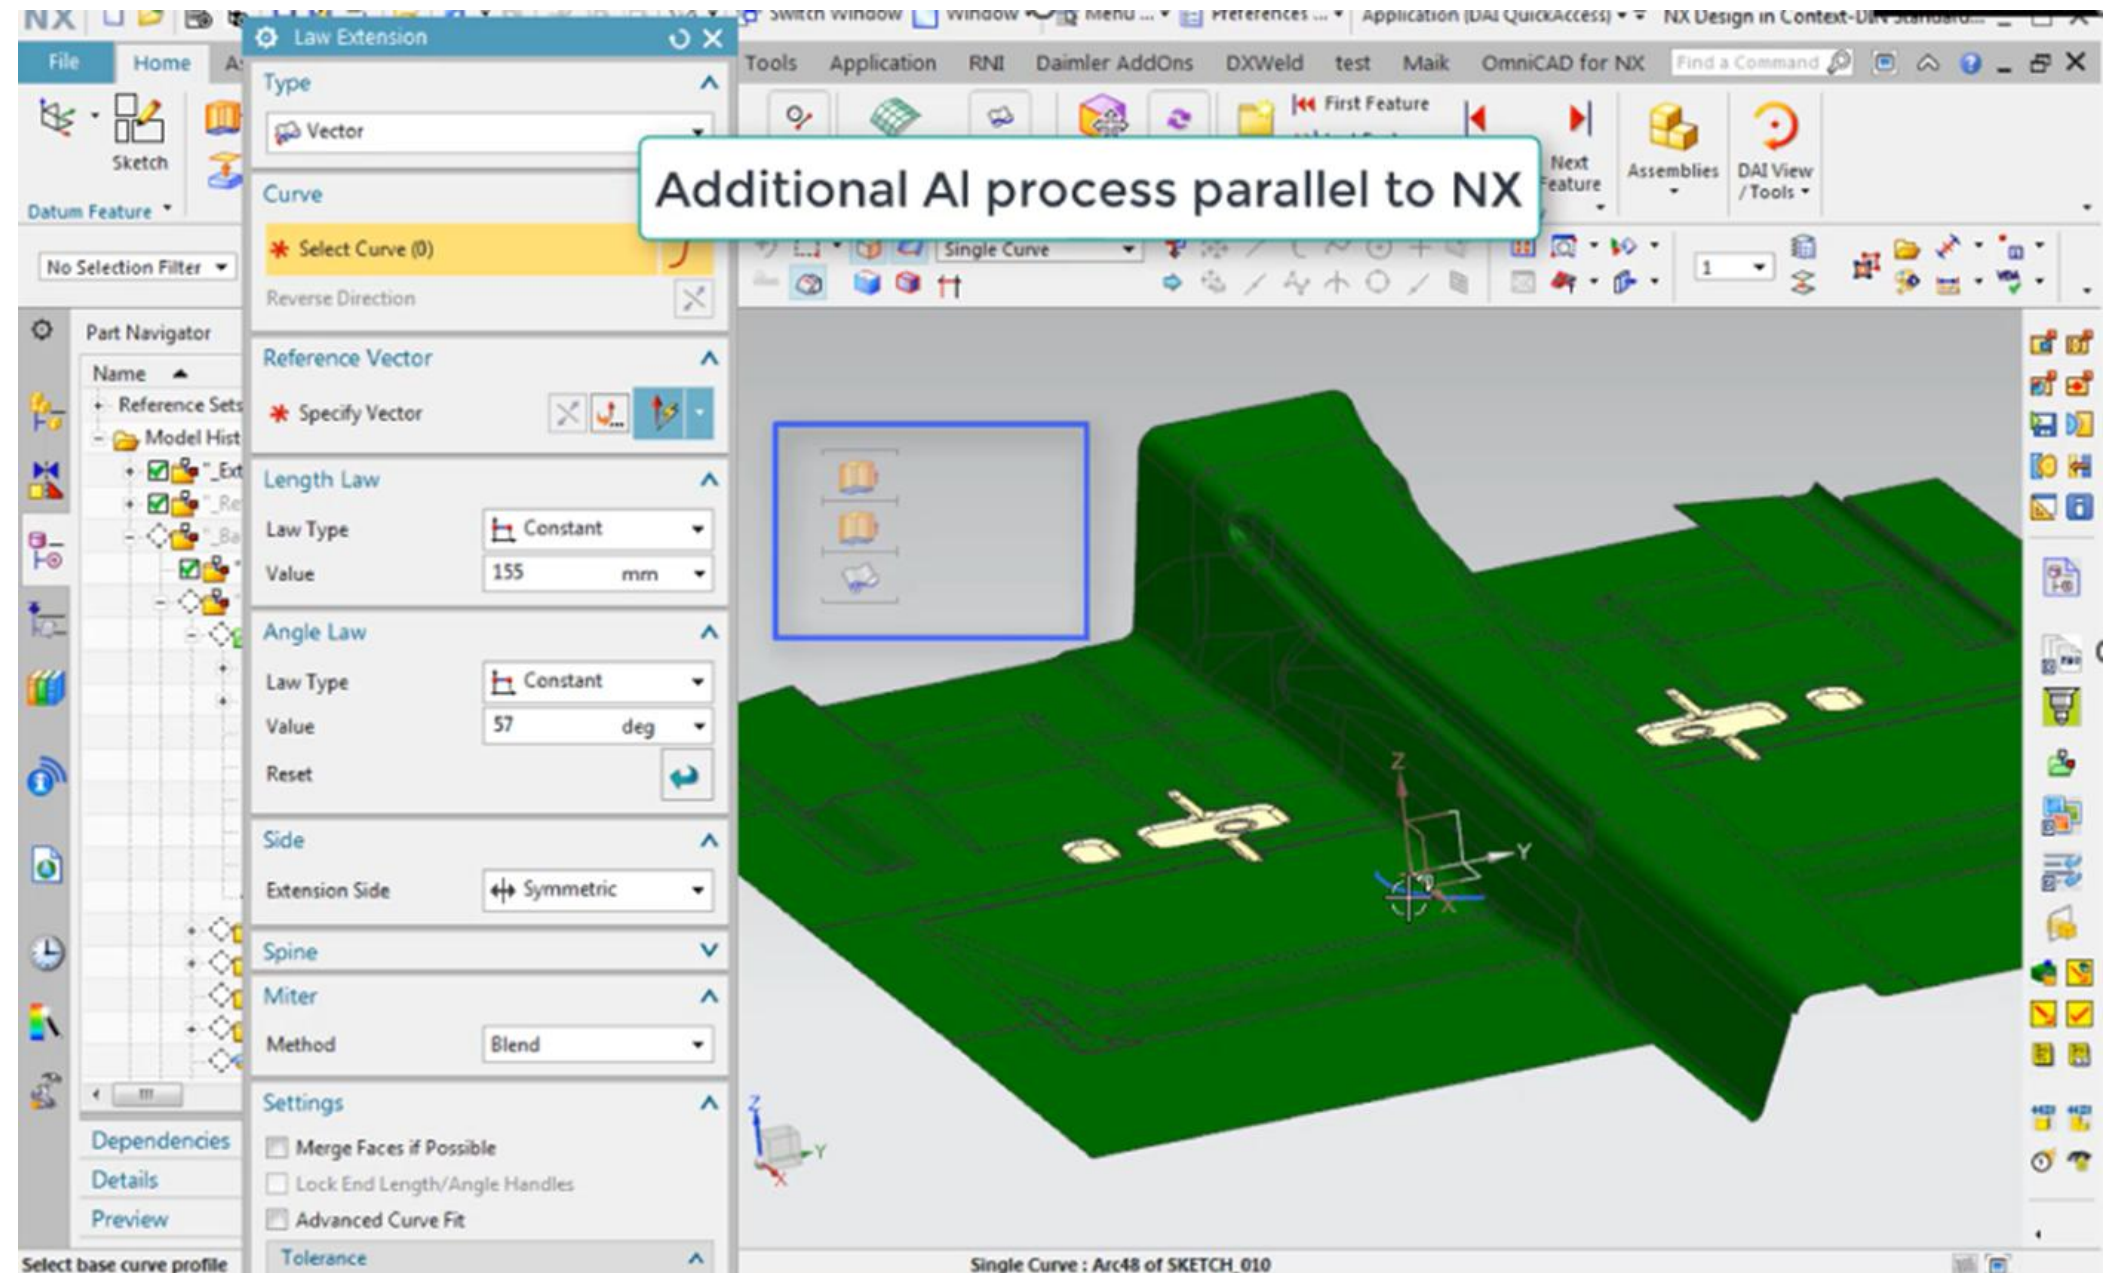 NX
Switch Window
Window
Menu ...
Preferences ...
Application (DAI QuickAccess)
NX Design in Context-DIN Standard...
Law Extension
File
Home
Tools
Application
RNI
Daimler AddOns
DXWeld
test
Maik
OmniCAD for NX
Find a Command
Type
Vector
Sketch
Datum Feature
First Feature
Next
Feature
Assemblies
DAI View
/ Tools
Additional AI process parallel to NX
Curve
Select Curve (0)
Reverse Direction
No Selection Filter
Single Curve
1
Part Navigator
Name
Reference Sets
Model Hist
Reference Vector
Specify Vector
Length Law
Law Type
Constant
Value
155
mm
Angle Law
Law Type
Constant
Value
57
deg
Reset
Side
Extension Side
Symmetric
Spine
Miter
Method
Blend
Settings
Merge Faces if Possible
Lock End Length/Angle Handles
Advanced Curve Fit
Tolerance
Dependencies
Details
Preview
Z
Y
X
Z
Y
X
Select base curve profile
Single Curve : Arc48 of SKETCH_010